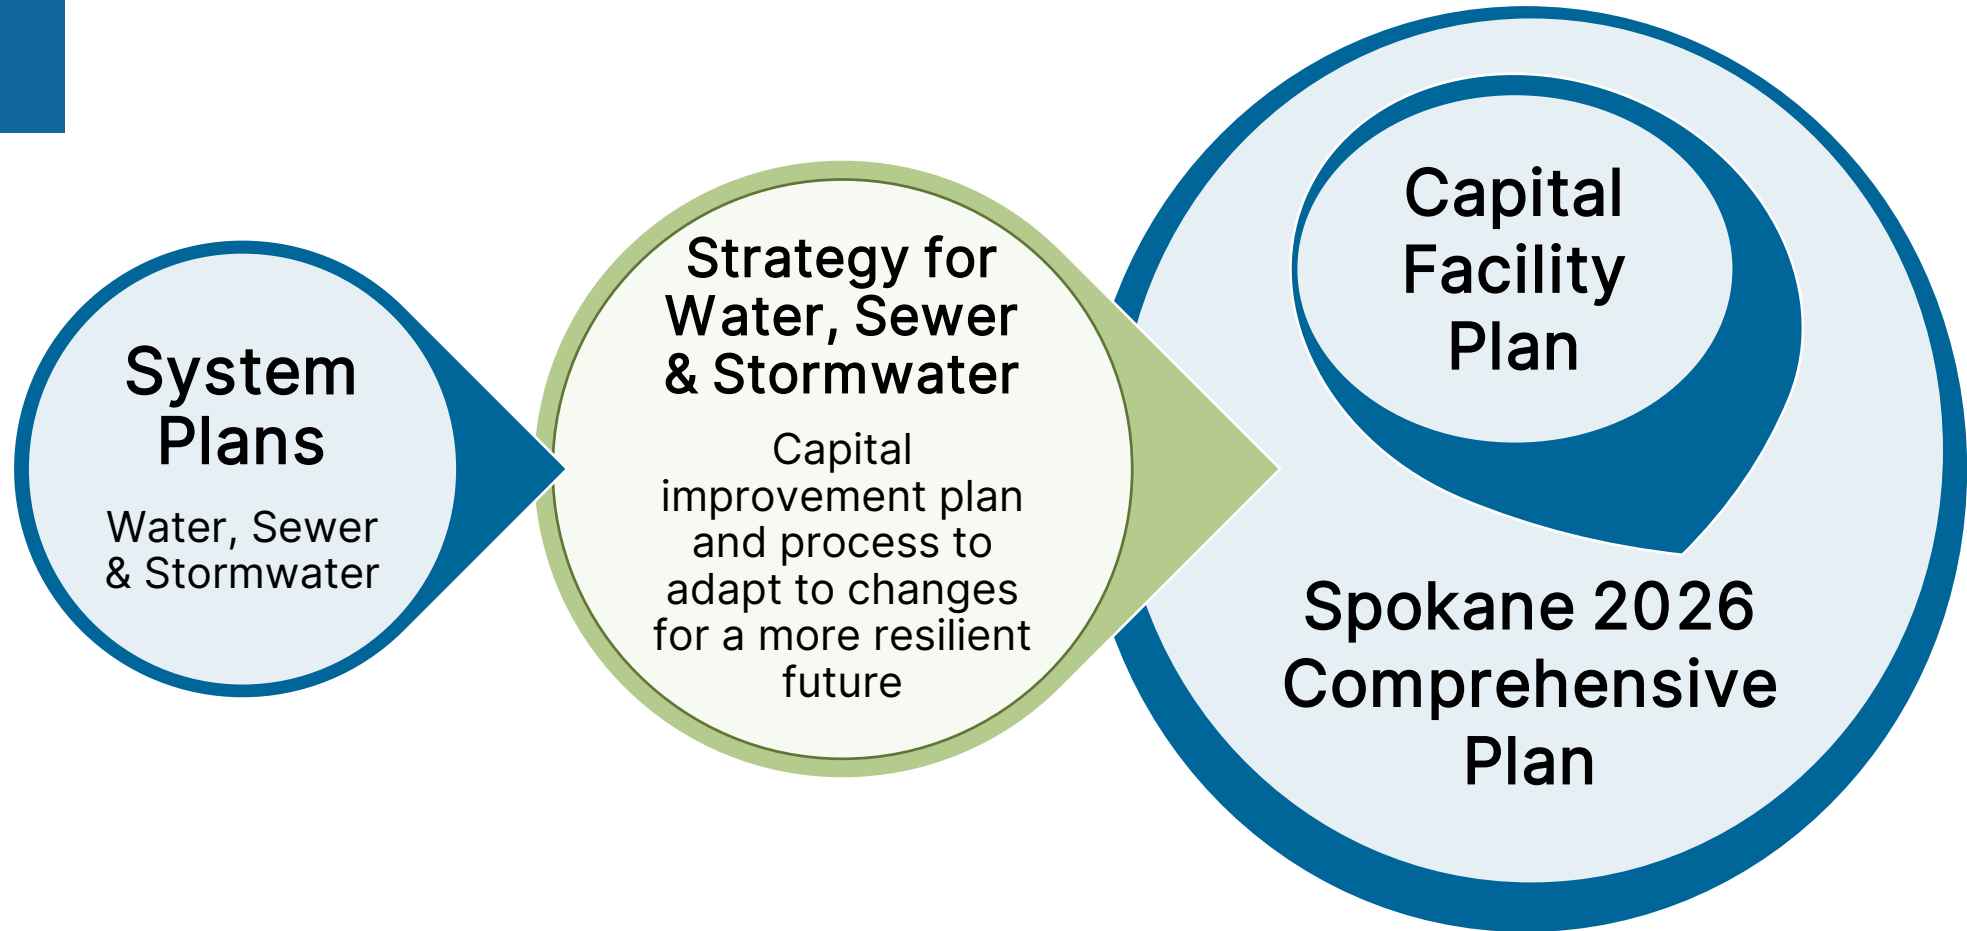 System
Plans
Water, Sewer
& Stormwater
Strategy for
Water, Sewer
& Stormwater
Capital
improvement plan
and process to
adapt to changes
for a more resilient
future
Capital
Facility
Plan
Spokane 2026
Comprehensive
Plan